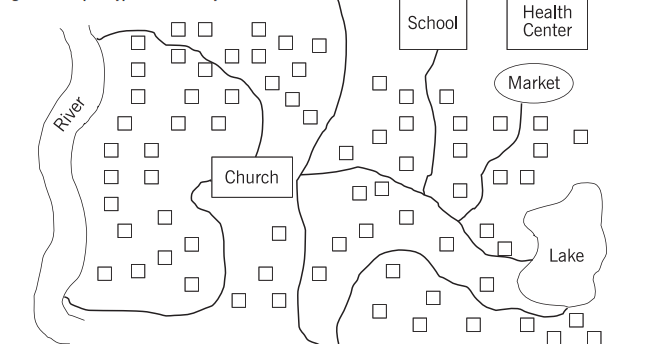 School
Health
Center
Market
River
Church
Lake